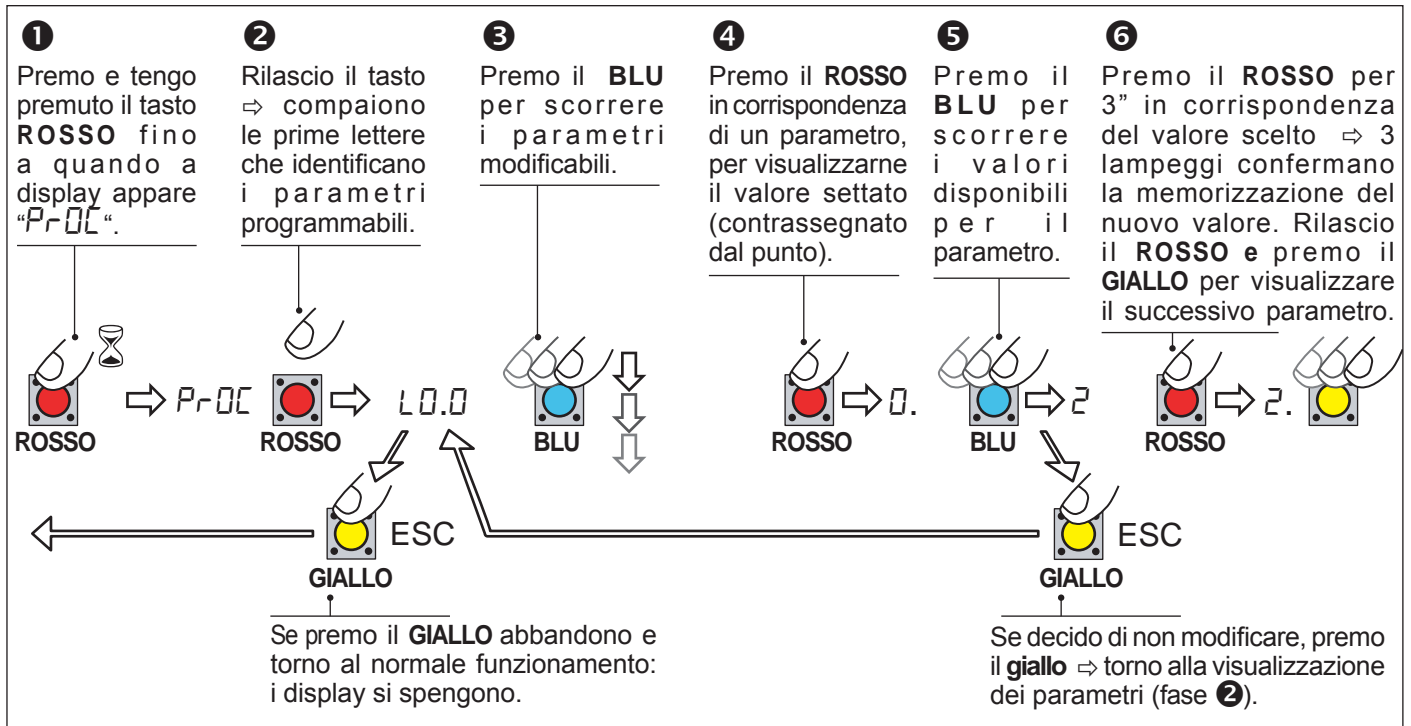 ❶
Premo e tengo
premuto il tasto
ROSSO fino
a quando a
display appare
“PrOC“.
❷
Rilascio il tasto
⇨ compaiono
le prime lettere
che identificano
i parametri
programmabili.
❸
Premo il BLU
per scorrere
i parametri
modificabili.
❹
Premo il ROSSO
in corrispondenza
di un parametro,
per visualizzarne
il valore settato
(contrassegnato
dal punto).
❺
Premo il
BLU per
scorrere
i valori
disponibili
per il
parametro.
❻
Premo il ROSSO per
3” in corrispondenza
del valore scelto ⇨ 3
lampeggi confermano
la memorizzazione del
nuovo valore. Rilascio
il ROSSO e premo il
GIALLO per visualizzare
il successivo parametro.
PrOC
L0.0
0.
2
2.
ROSSO
ROSSO
BLU
ROSSO
BLU
ROSSO
ESC
GIALLO
ESC
GIALLO
Se premo il GIALLO abbandono e
torno al normale funzionamento:
i display si spengono.
Se decido di non modificare, premo
il giallo ⇨ torno alla visualizzazione
dei parametri (fase ❷).